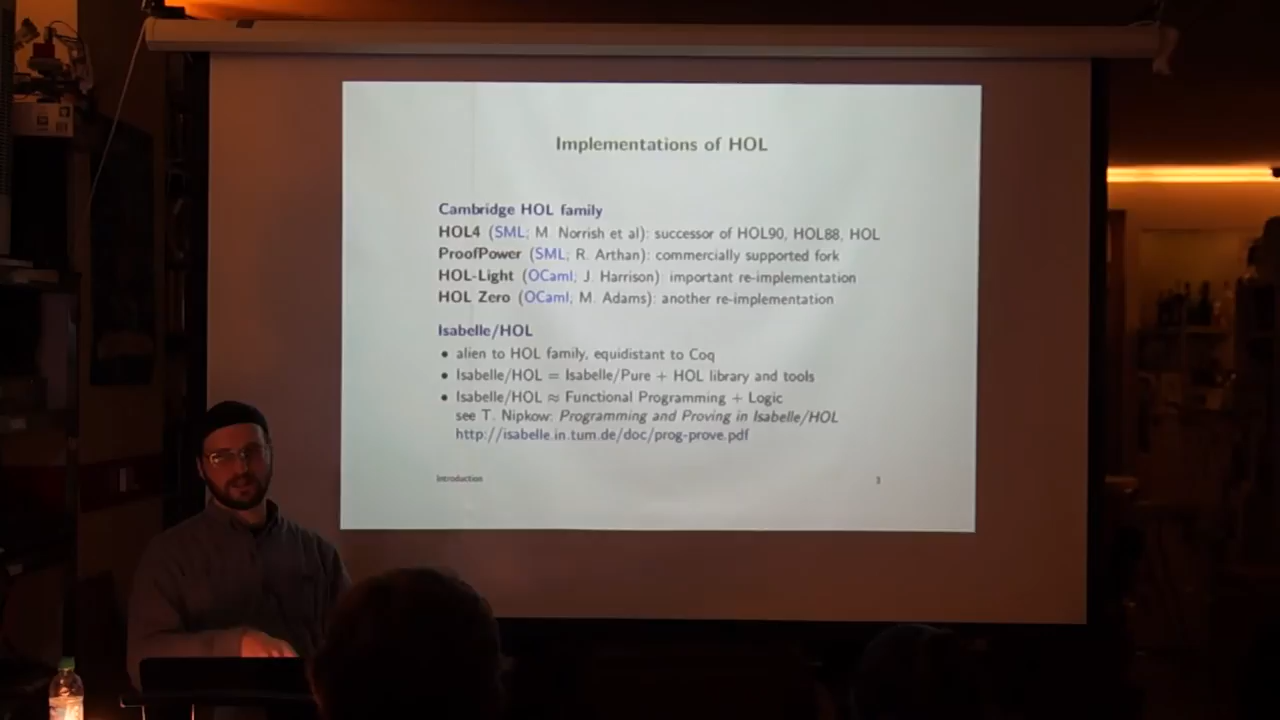 Implementations of HOL
Cambridge HOL family
HOL4 (SML; M. Norrish et al): successor of HOL90, HOL88, HOL
ProofPower (SML; R. Arthan): commercially supported fork
HOL-Light (OCaml; J. Harrison): important re-implementation
HOL Zero (OCaml; M. Adams): another re-implementation
Isabelle/HOL
• alien to HOL family, equidistant to Coq
• Isabelle/HOL = Isabelle/Pure + HOL library and tools
• Isabelle/HOL ≈ Functional Programming + Logic
see T. Nipkow: Programming and Proving in Isabelle/HOL
http://isabelle.in.tum.de/doc/prog-prove.pdf
Introduction 3